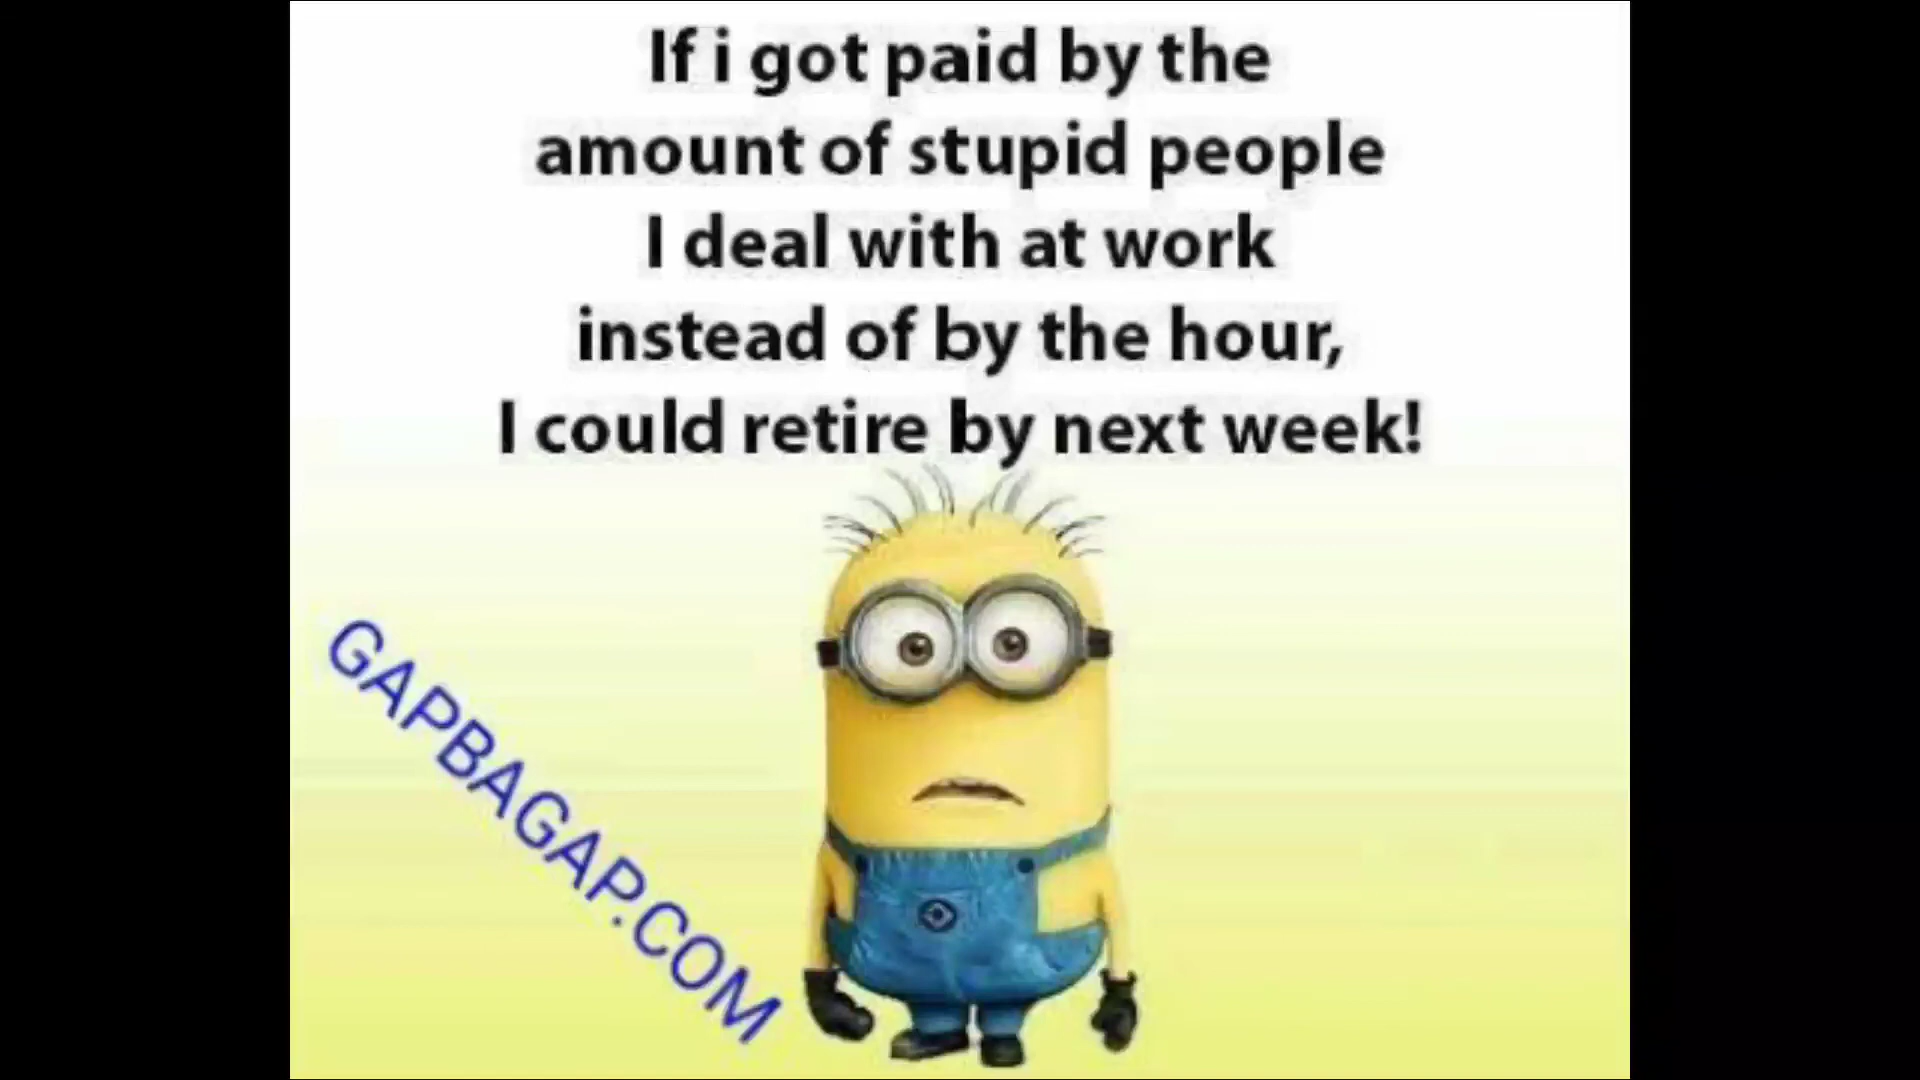 If i got paid by the
amount of stupid people
I deal with at work
instead of by the hour,
I could retire by next week!
GAPBAGAP.COM